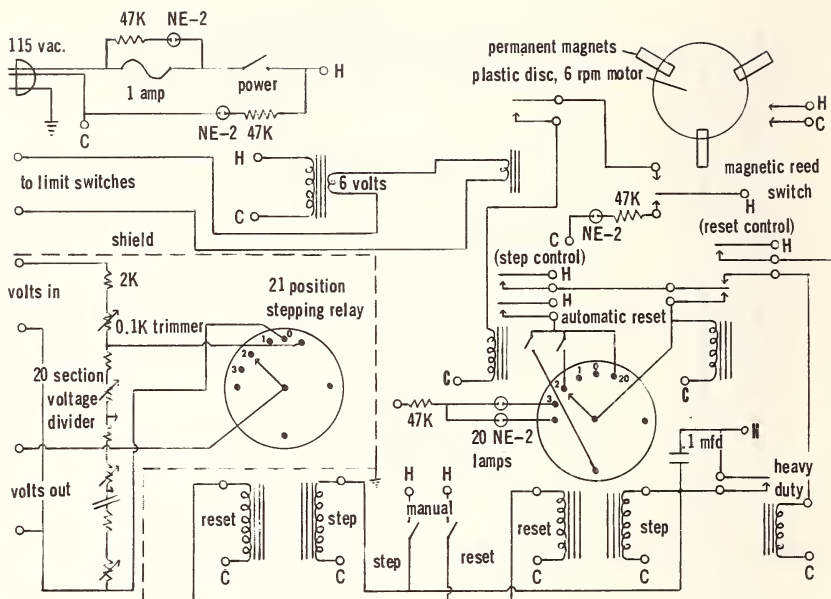 47K NE-2
115 vac.
1 amp
power
H
C
NE-2 47K
permanent magnets
plastic disc, 6 rpm motor
H
C
to limit switches
H
6 volts
C
47K
NE-2
C
magnetic reed
switch
H
(reset control)
H
shield
volts in
2K
0.1K trimmer
20 section
voltage
divider
volts out
21 position
stepping relay
0
1
2
3
(step control)
H
H
automatic reset
C
0
1
2
3
20
47K
20 NE-2
lamps
C
.1 mfd
N
heavy
duty
C
reset
C
step
C
H
manual
H
step
reset
reset
C
step
C